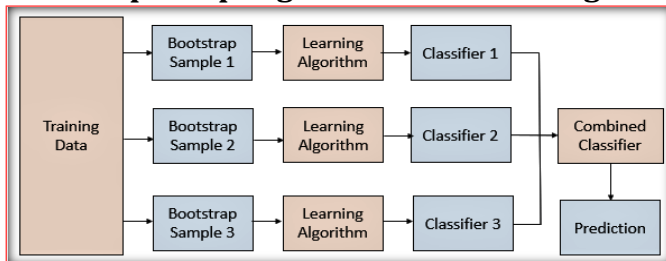 Training
Data
Bootstrap
Sample 1
Learning
Algorithm
Classifier 1
Bootstrap
Sample 2
Learning
Algorithm
Classifier 2
Combined
Classifier
Bootstrap
Sample 3
Learning
Algorithm
Classifier 3
Prediction